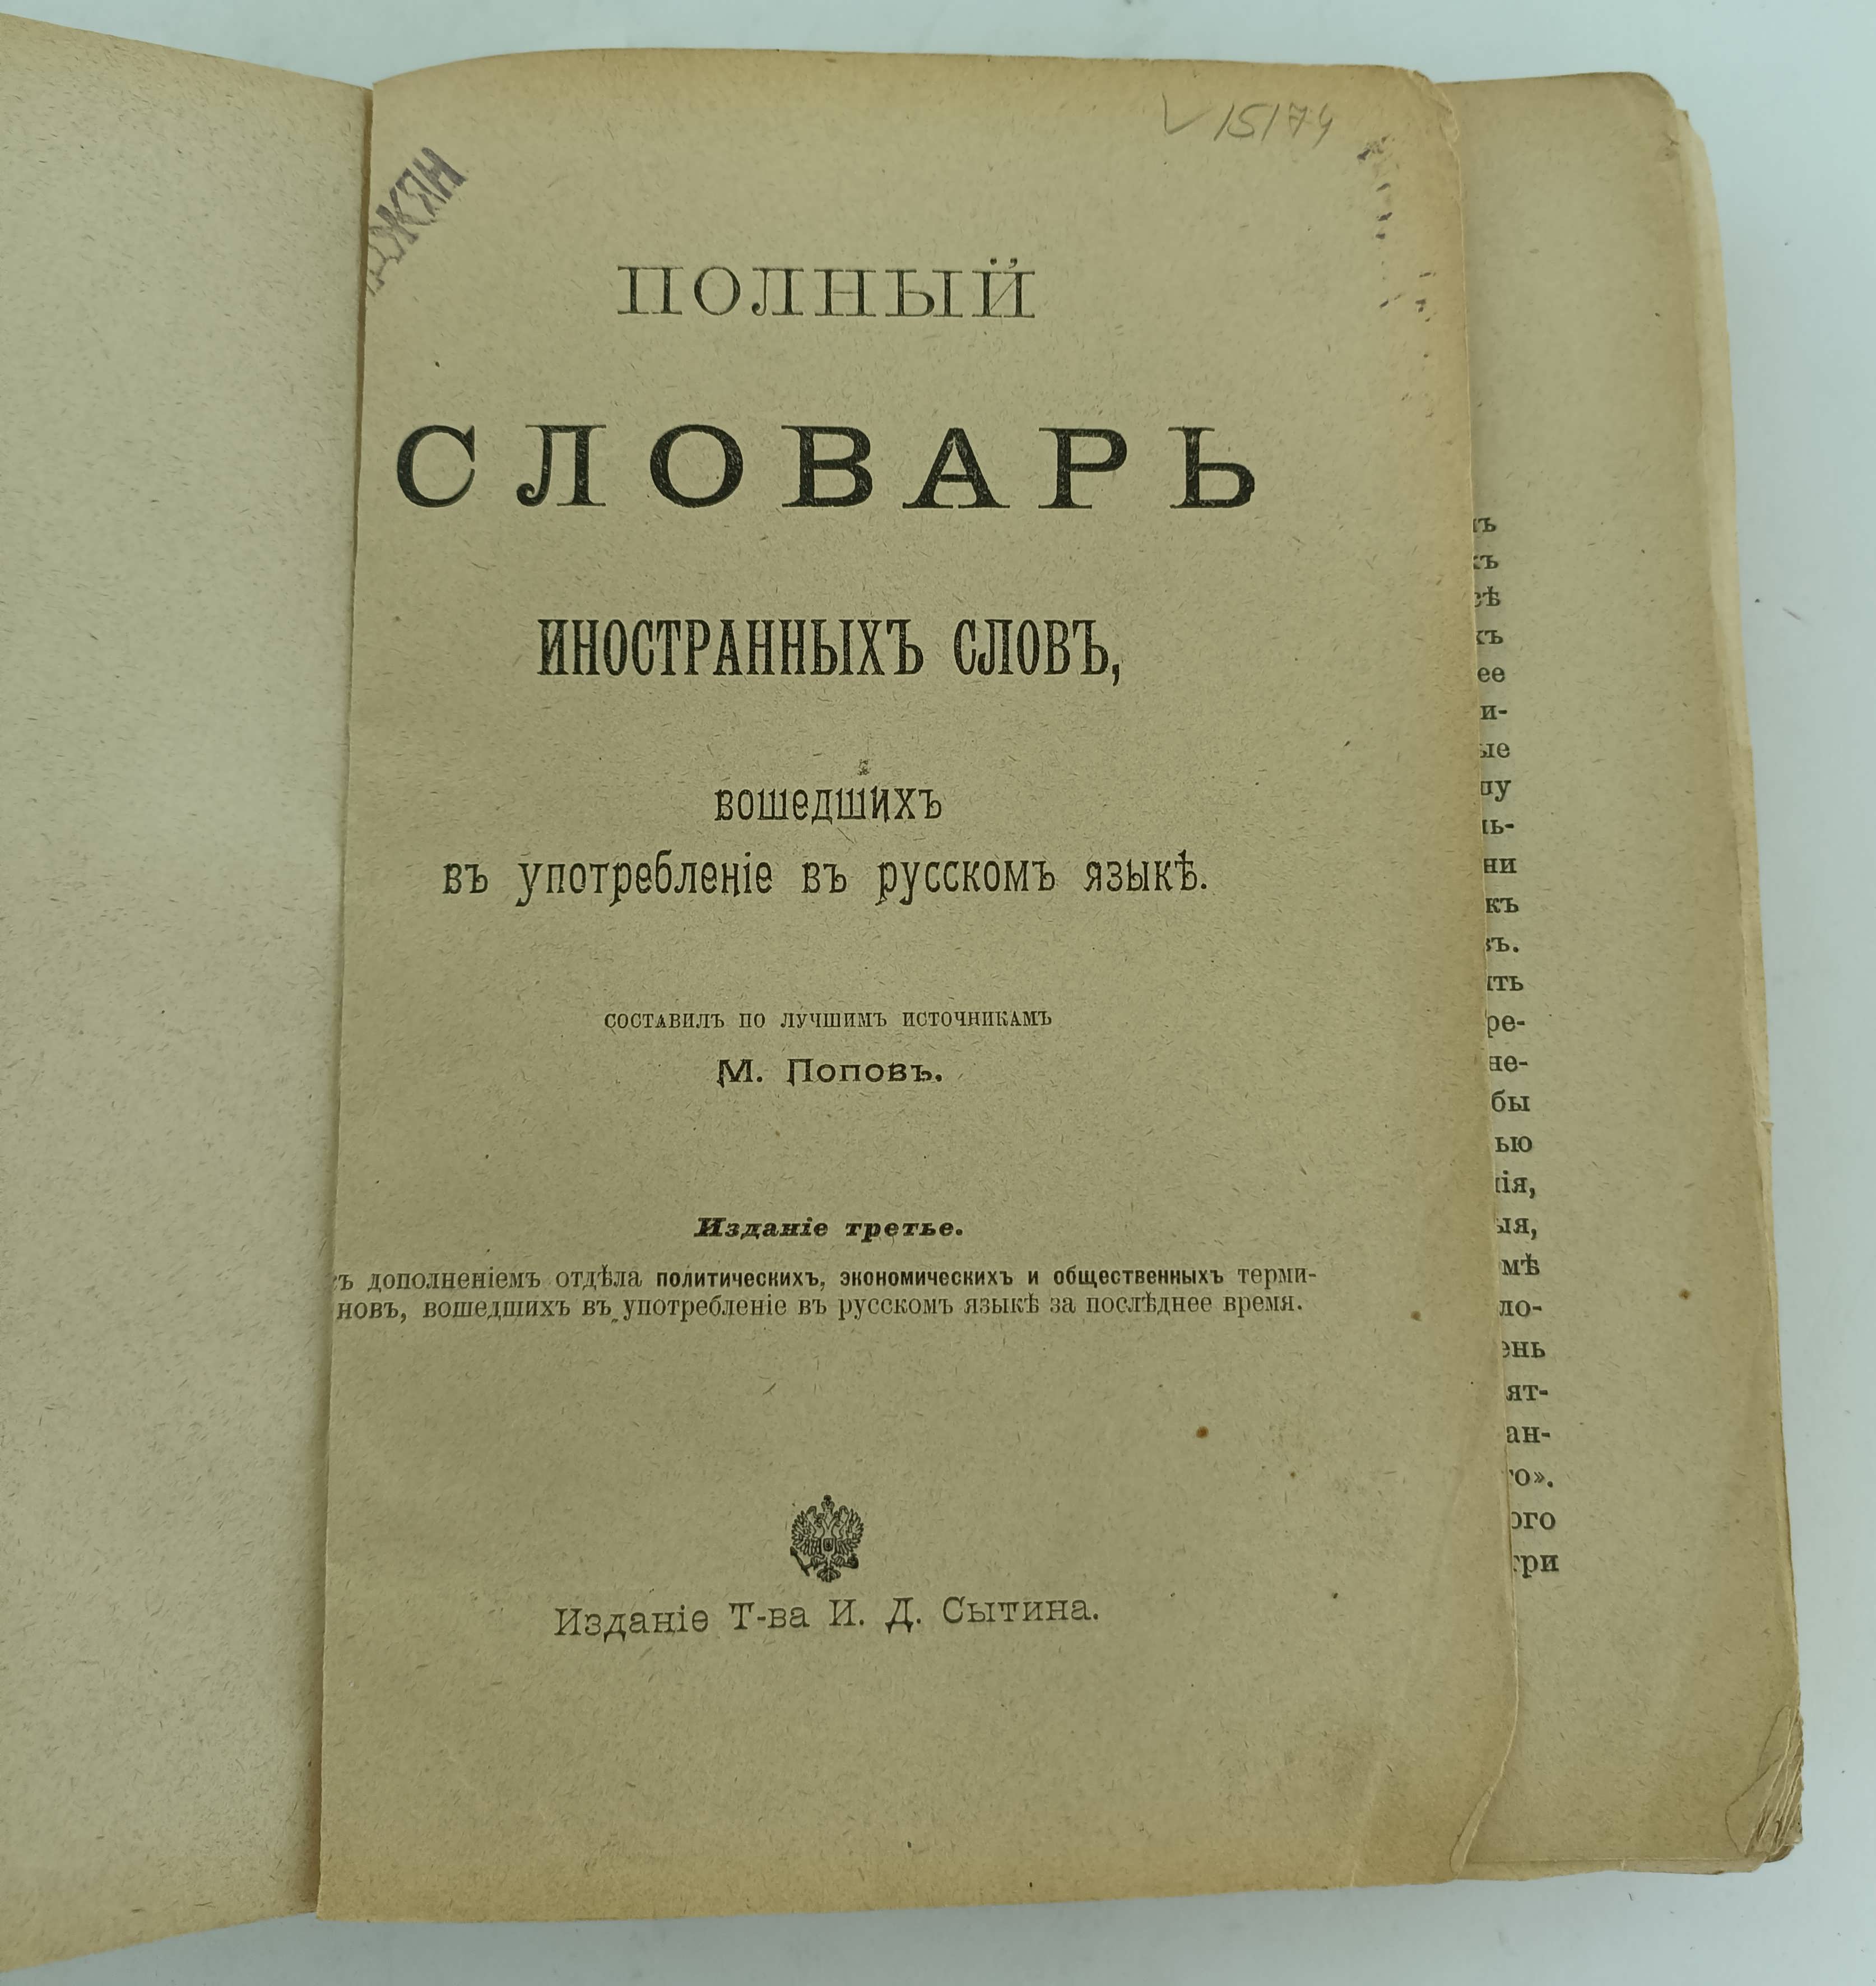 15174
ПОЛНЫЙ
СЛОВАРЬ
ИНОСТРАННЫХЪ СЛОВЪ,
вошедшихъ
въ употребленіе въ русскомъ языкѣ.
СОСТАВИЛЪ ПО ЛУЧШИМЪ ИСТОЧНИКАМЪ
М. Поповъ.
Изданіе третье.
дополненіемъ отдѣла политическихъ, экономическихъ и общественныхъ терми-
новъ, вошедшихъ въ употребленіе въ русскомъ языкѣ за послѣднее время.
Изданіе Т-ва И. Д. Сытина.